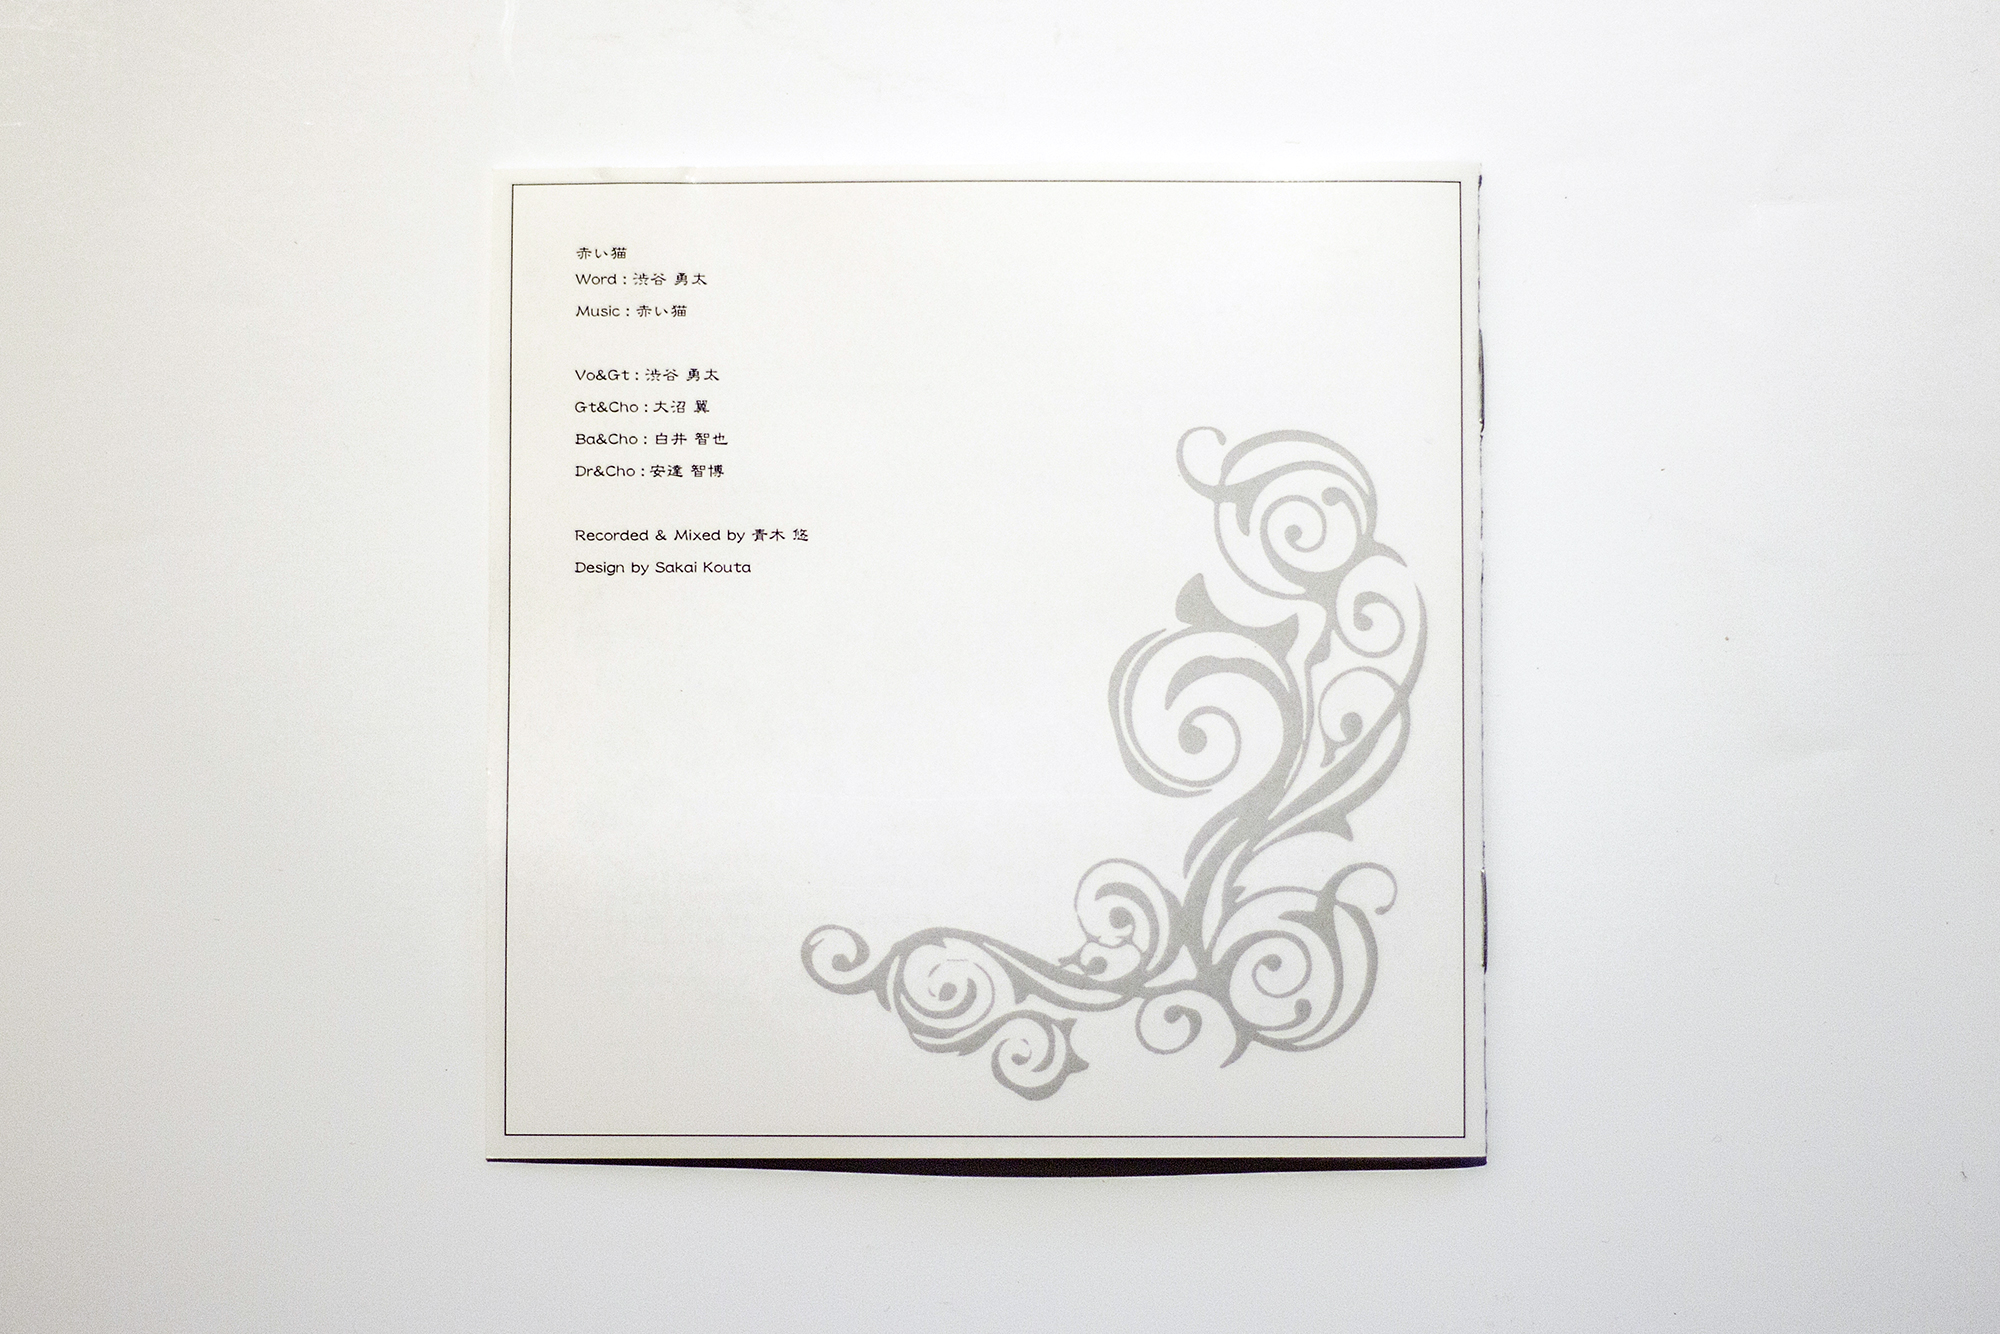 赤い猫
Word : 渋谷 勇太
Music : 赤い猫
Vo&Gt : 渋谷 勇太
Gt&Cho : 大沼 翼
Ba&Cho : 白井 智也
Dr&Cho : 安達 智博
Recorded & Mixed by 青木 悠
Design by Sakai Kouta